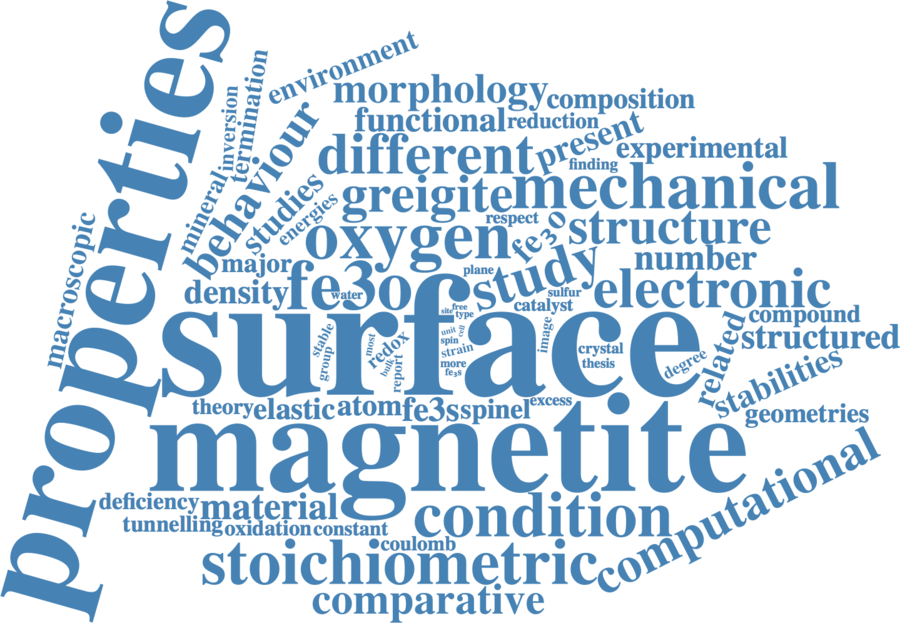 properties
surface
magnetite
environment
morphology
composition
functional
reduction
present
termination
inversion
mineral
behaviour
different
finding
experimental
studies
energies
greigite
mechanical
respect
oxygen
fe₃o
structure
macroscopic
major
plane
study
number
density
fe3o
water
sulfur
catalyst
electronic
site
free
type
compound
structured
related
stable
group
most
redox
bulk
report
unit
cell
spin
strain
more
fe₃s
image
crystal
thesis
degree
stabilities
theory
elastic
atom
fe3s
spinel
excess
geometries
deficiency
material
condition
computational
tunnelling
oxidation
constant
coulomb
stoichiometric
comparative